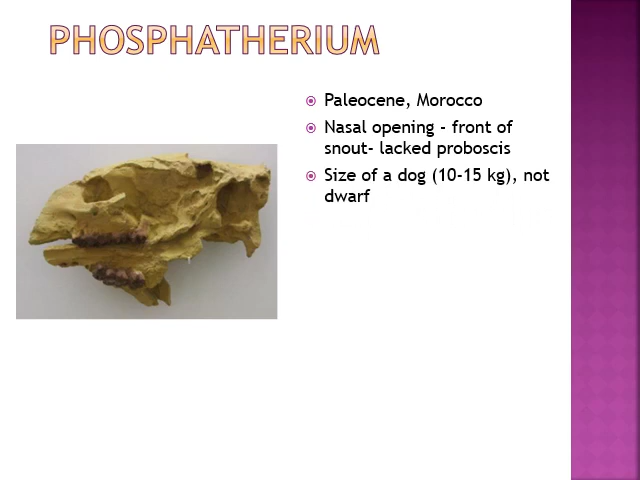 PHOSPHATHERIUM
Paleocene, Morocco
Nasal opening - front of
snout- lacked proboscis
Size of a dog (10-15 kg), not
dwarf